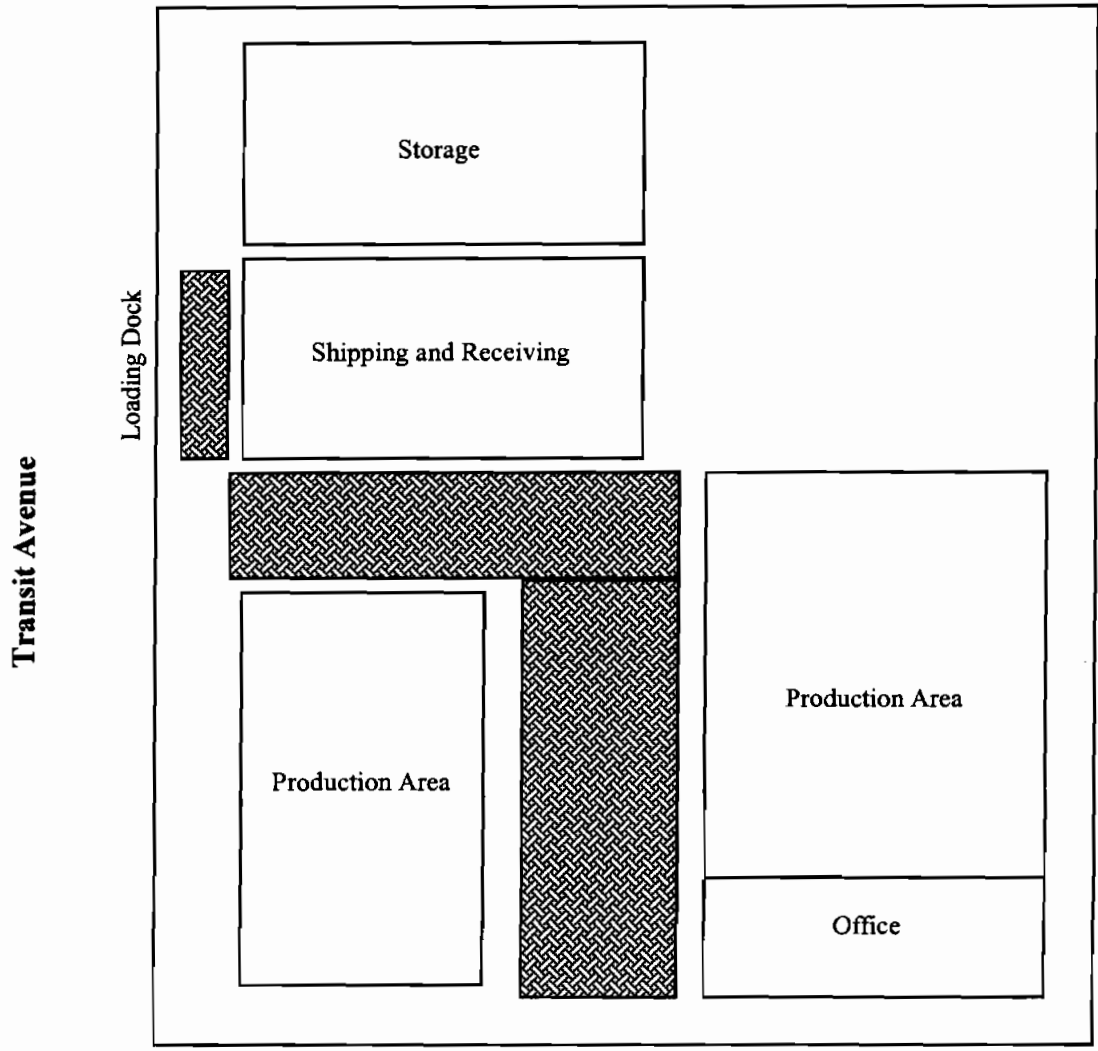 Storage
Loading Dock
Shipping and Receiving
Transit Avenue
Production Area
Production Area
Office